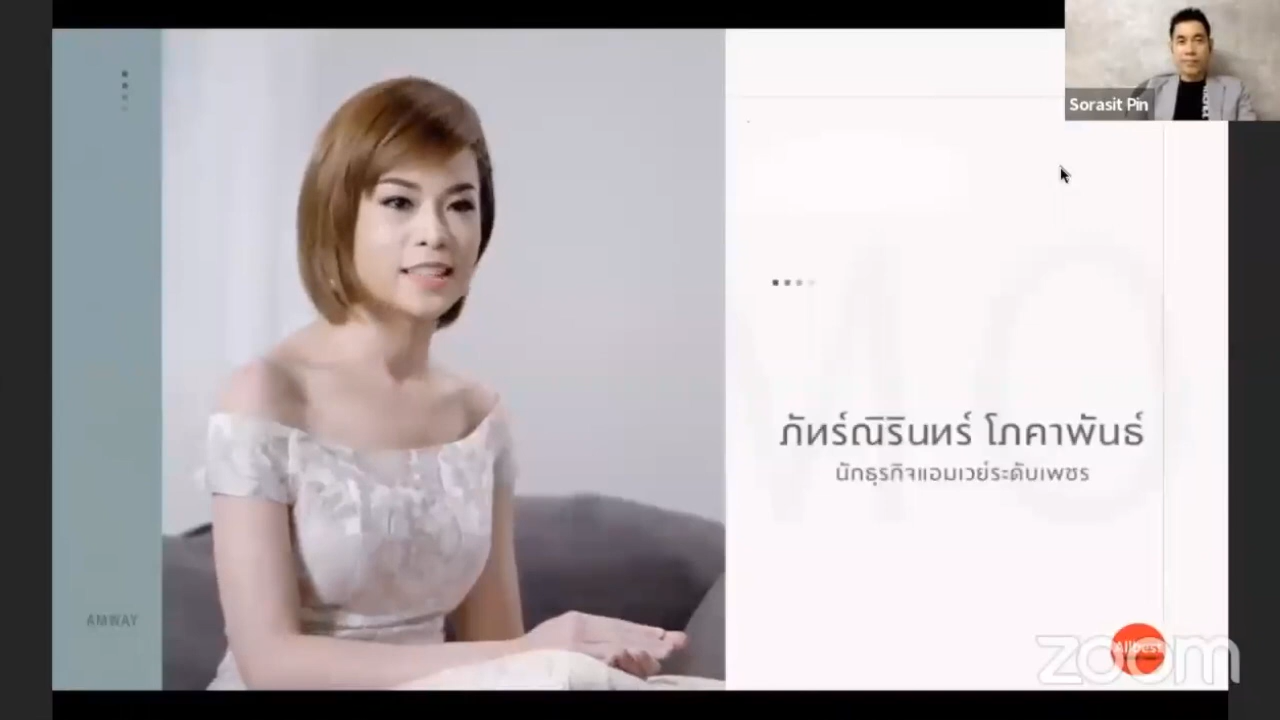 Sorasit Pin
ภัทร์ณิรินทร์ โภคาพันธ์
นักธุรกิจแอมเวย์ระดับเพชร
AMWAY
Allbest
zoom